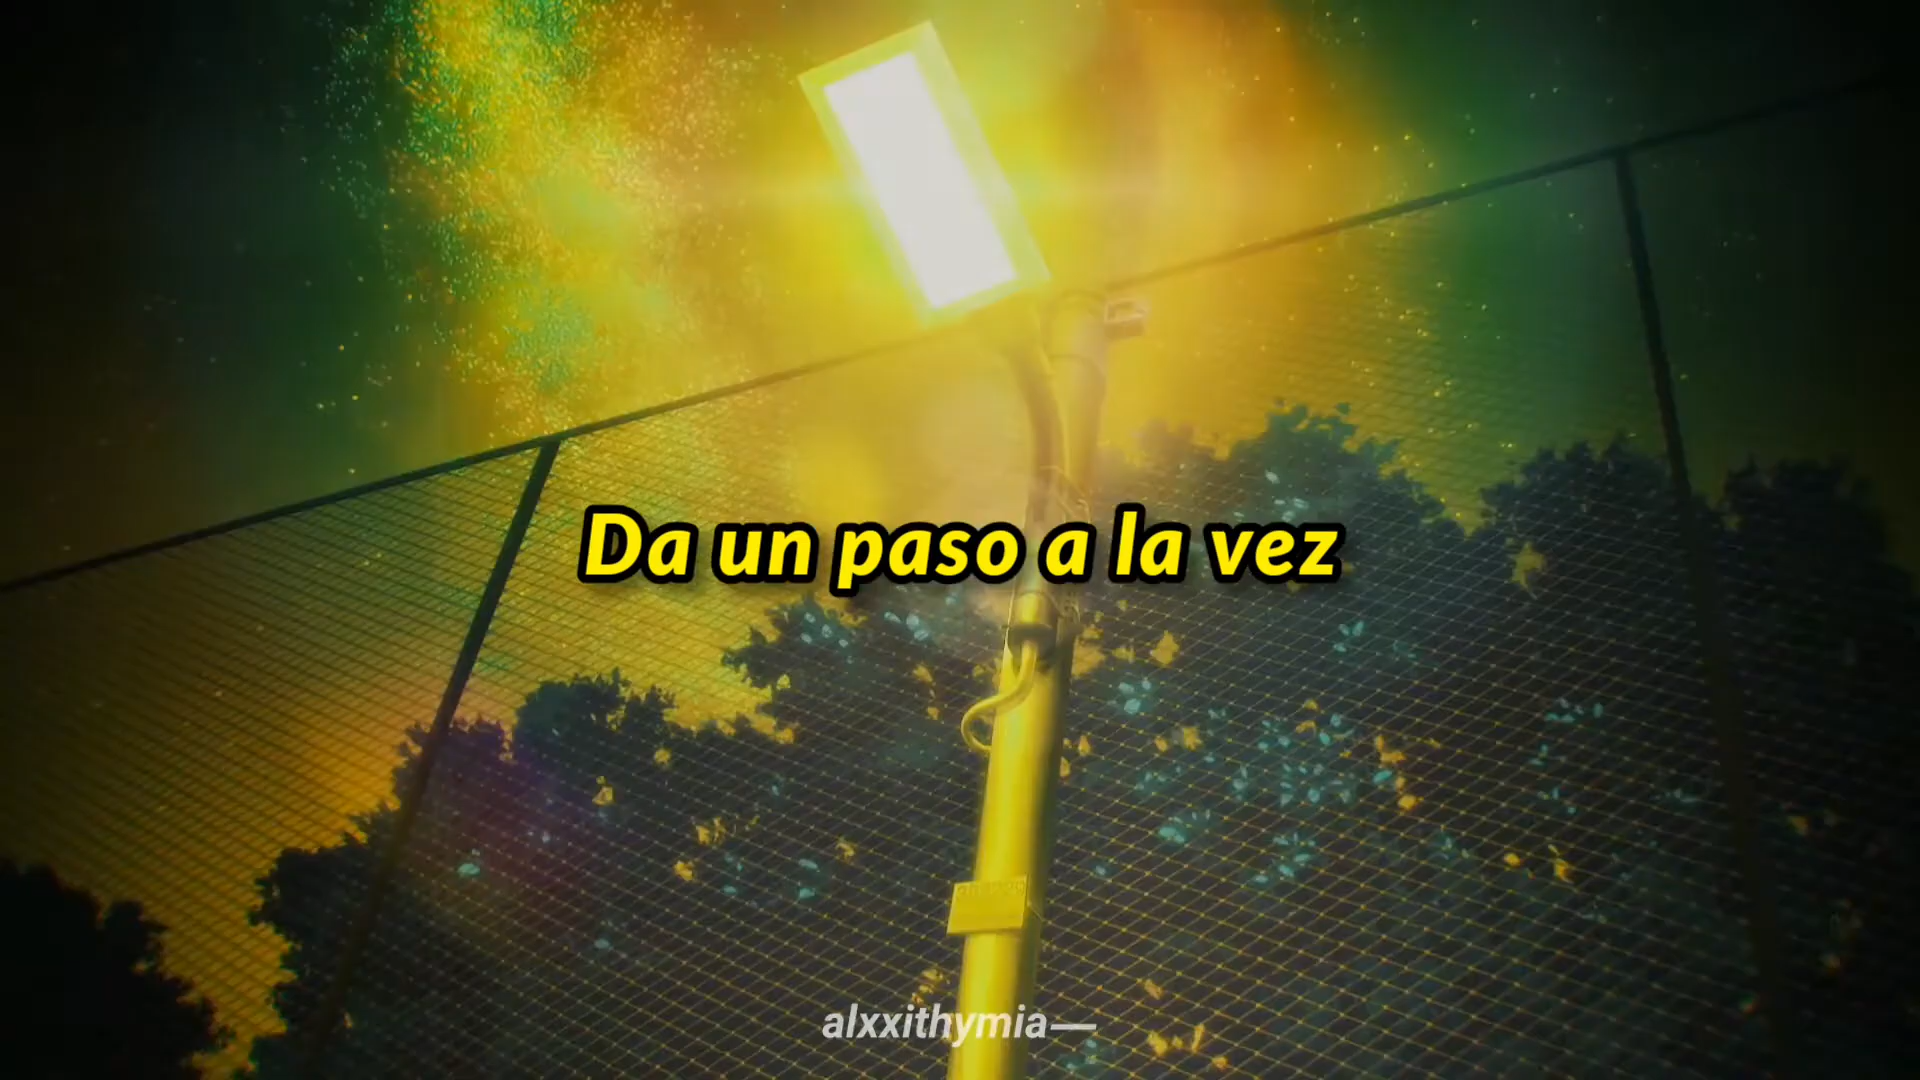 Da un paso a la vez
alxxithymia—